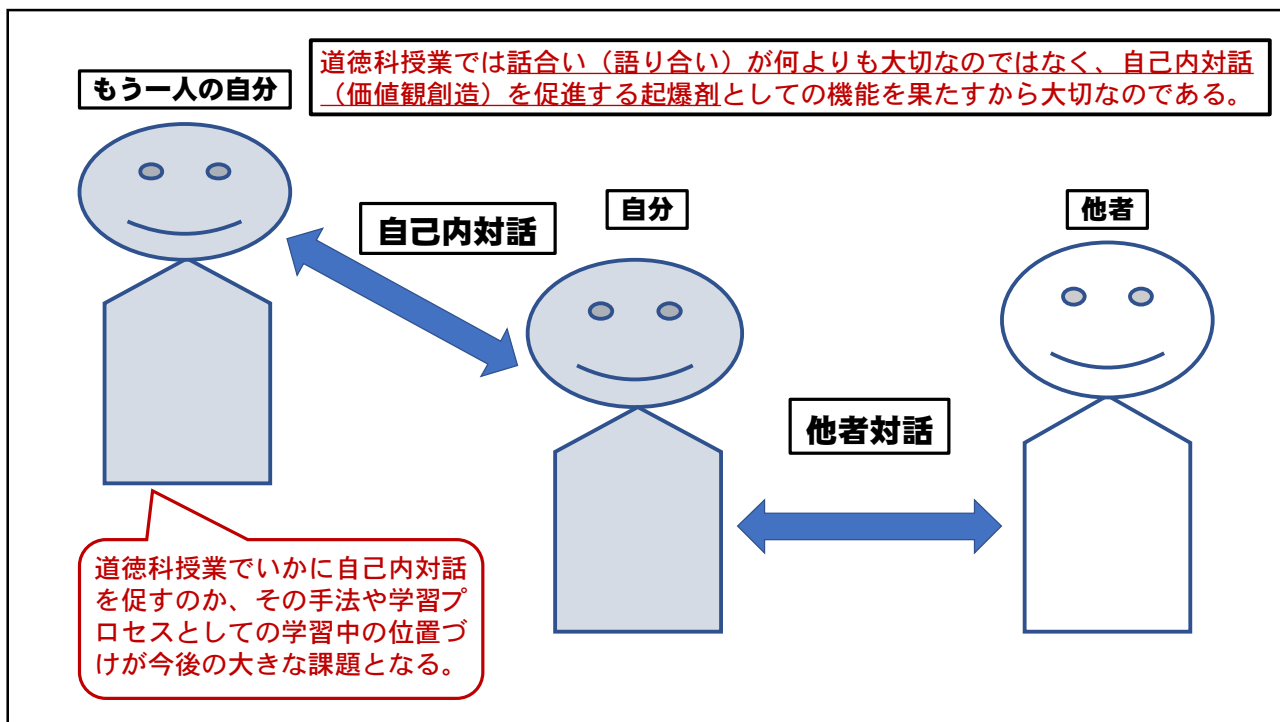 道徳科授業では話合い（語り合い）が何よりも大切なのではなく、自己内対話
（価値観創造）を促進する起爆剤としての機能を果たすから大切なのである。
もう一人の自分
自己内対話
自分
他者
他者対話
道徳科授業でいかに自己内対話
を促すのか、その手法や学習プ
ロセスとしての学習中の位置づ
けが今後の大きな課題となる。